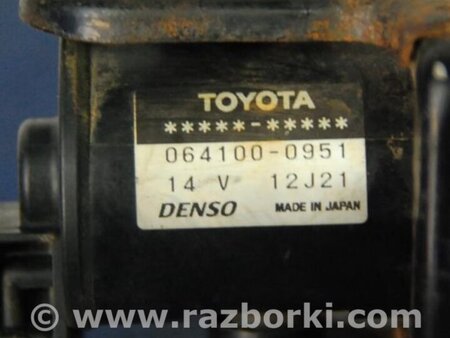 TOYOTA
*****-*****
064100-0951
14 V 12J21
DENSO MADE IN JAPAN
© www.razborki.com